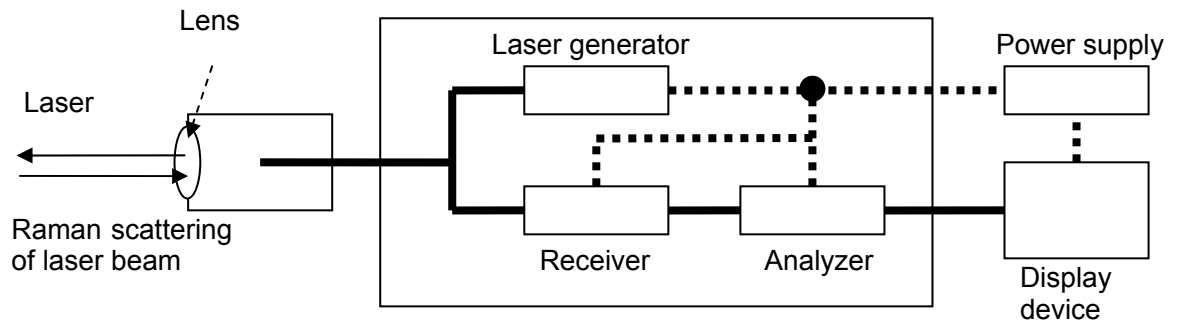 Lens
Laser generator
Power supply
Laser
Raman scattering
of laser beam
Receiver
Analyzer
Display
device